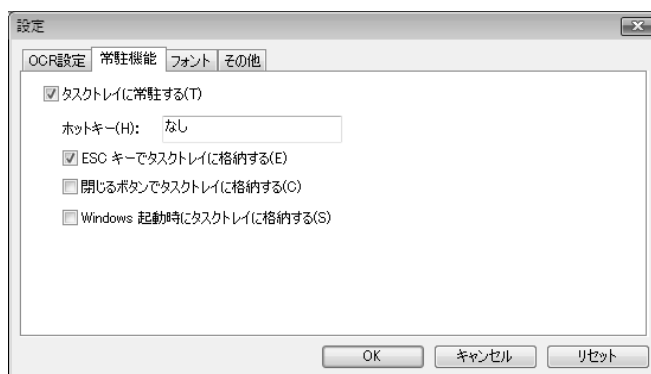 設定
OCR設定 常駐機能 フォント その他
タスクトレイに常駐する(T)
ホットキー(H): なし
ESC キーでタスクトレイに格納する(E)
閉じるボタンでタスクトレイに格納する(C)
Windows 起動時にタスクトレイに格納する(S)
OK キャンセル リセット